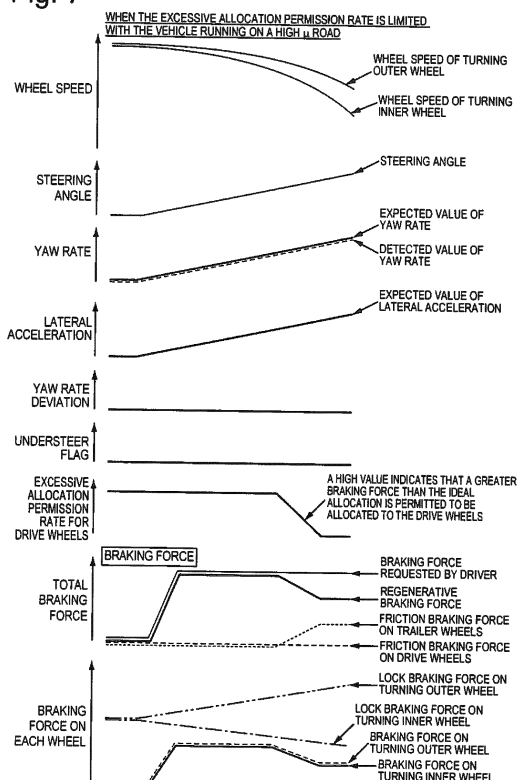 WHEN THE EXCESSIVE ALLOCATION PERMISSION RATE IS LIMITED
WITH THE VEHICLE RUNNING ON A HIGH μ ROAD
WHEEL SPEED
WHEEL SPEED OF TURNING
OUTER WHEEL
WHEEL SPEED OF TURNING
INNER WHEEL
STEERING
ANGLE
STEERING ANGLE
YAW RATE
EXPECTED VALUE OF
YAW RATE
DETECTED VALUE OF
YAW RATE
LATERAL
ACCELERATION
EXPECTED VALUE OF
LATERAL ACCELERATION
YAW RATE
DEVIATION
UNDERSTEER
FLAG
EXCESSIVE
ALLOCATION
PERMISSION
RATE FOR
DRIVE WHEELS
A HIGH VALUE INDICATES THAT A GREATER
BRAKING FORCE THAN THE IDEAL
ALLOCATION IS PERMITTED TO BE
ALLOCATED TO THE DRIVE WHEELS
BRAKING FORCE
TOTAL
BRAKING
FORCE
BRAKING FORCE
REQUESTED BY DRIVER
REGENERATIVE
BRAKING FORCE
FRICTION BRAKING FORCE
ON TRAILER WHEELS
FRICTION BRAKING FORCE
ON DRIVE WHEELS
BRAKING
FORCE ON
EACH WHEEL
LOCK BRAKING FORCE ON
TURNING OUTER WHEEL
LOCK BRAKING FORCE ON
TURNING INNER WHEEL
BRAKING FORCE ON
TURNING OUTER WHEEL
BRAKING FORCE ON
TURNING INNER WHEEL